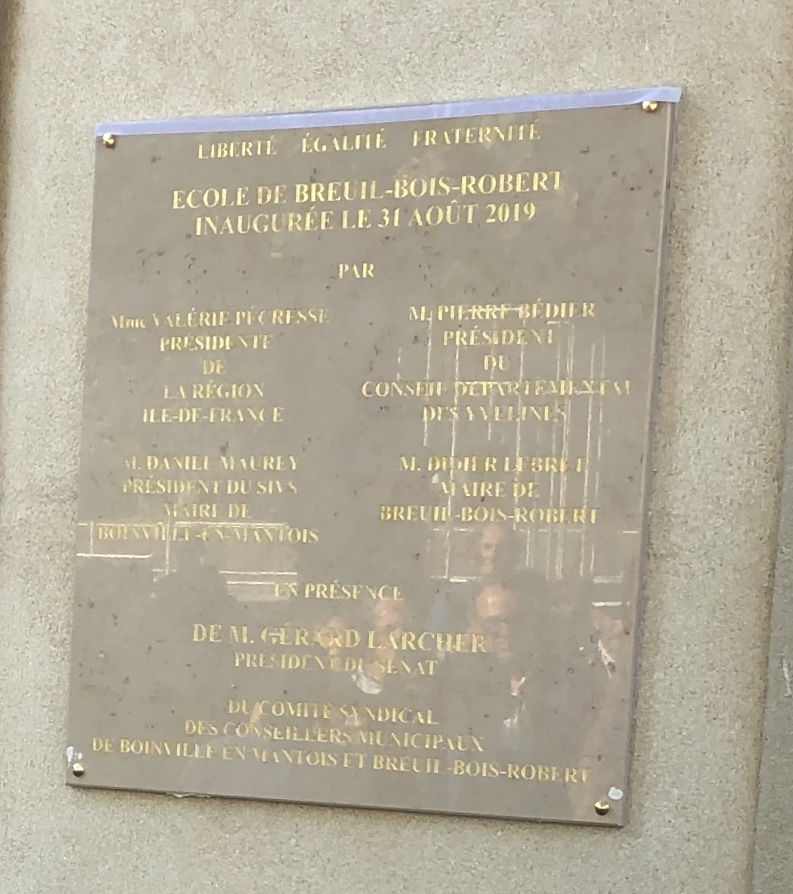 LIBERTÉ ÉGALITÉ FRATERNITÉ
ECOLE DE BREUIL-BOIS-ROBERT
INAUGURÉE LE 31 AOÛT 2019
PAR
Mme VALÉRIE PÉCRESSE
PRÉSIDENTE
DE
LA RÉGION
ILE-DE-FRANCE
M. PIERRE BÉDIER
PRÉSIDENT
DU
CONSEIL DÉPARTEMENTAL
DES YVELINES
M. DANIEL MAUREY
PRÉSIDENT DU SIVS
MAIRE DE
BOINVILLE-EN-MANTOIS
M. DIDIER LEBRET
MAIRE DE
BREUIL-BOIS-ROBERT
EN PRÉSENCE
DE M. GÉRARD LARCHER
PRÉSIDENT DU SÉNAT
DU COMITÉ SYNDICAL
DES CONSEILLERS MUNICIPAUX
DE BOINVILLE EN MANTOIS ET BREUIL-BOIS-ROBERT